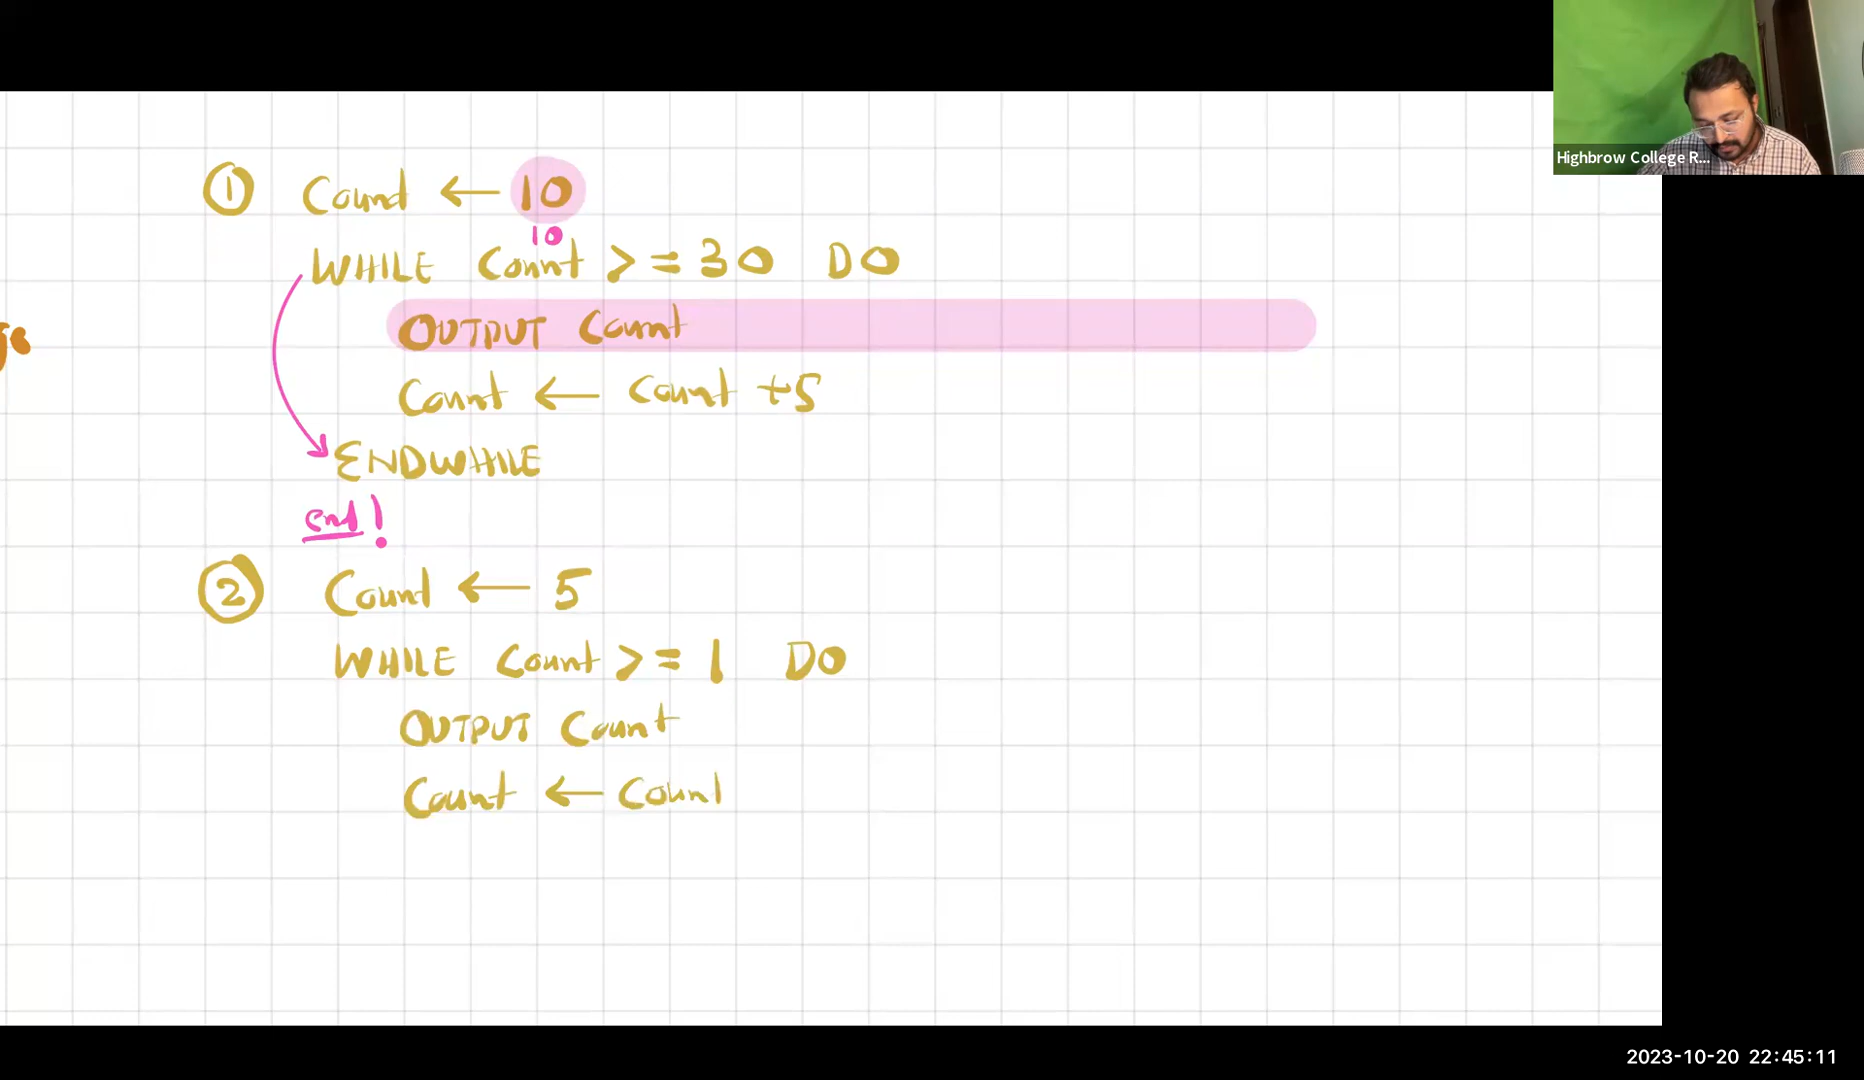 Highbrow College R...
① Count ← 10
10
WHILE Count >= 30 DO
OUTPUT Count
Count ← Count +5
ENDWHILE
end!
② Count ← 5
WHILE Count >= 1 DO
OUTPUT Count
Count ← Count
2023-10-20 22:45:11